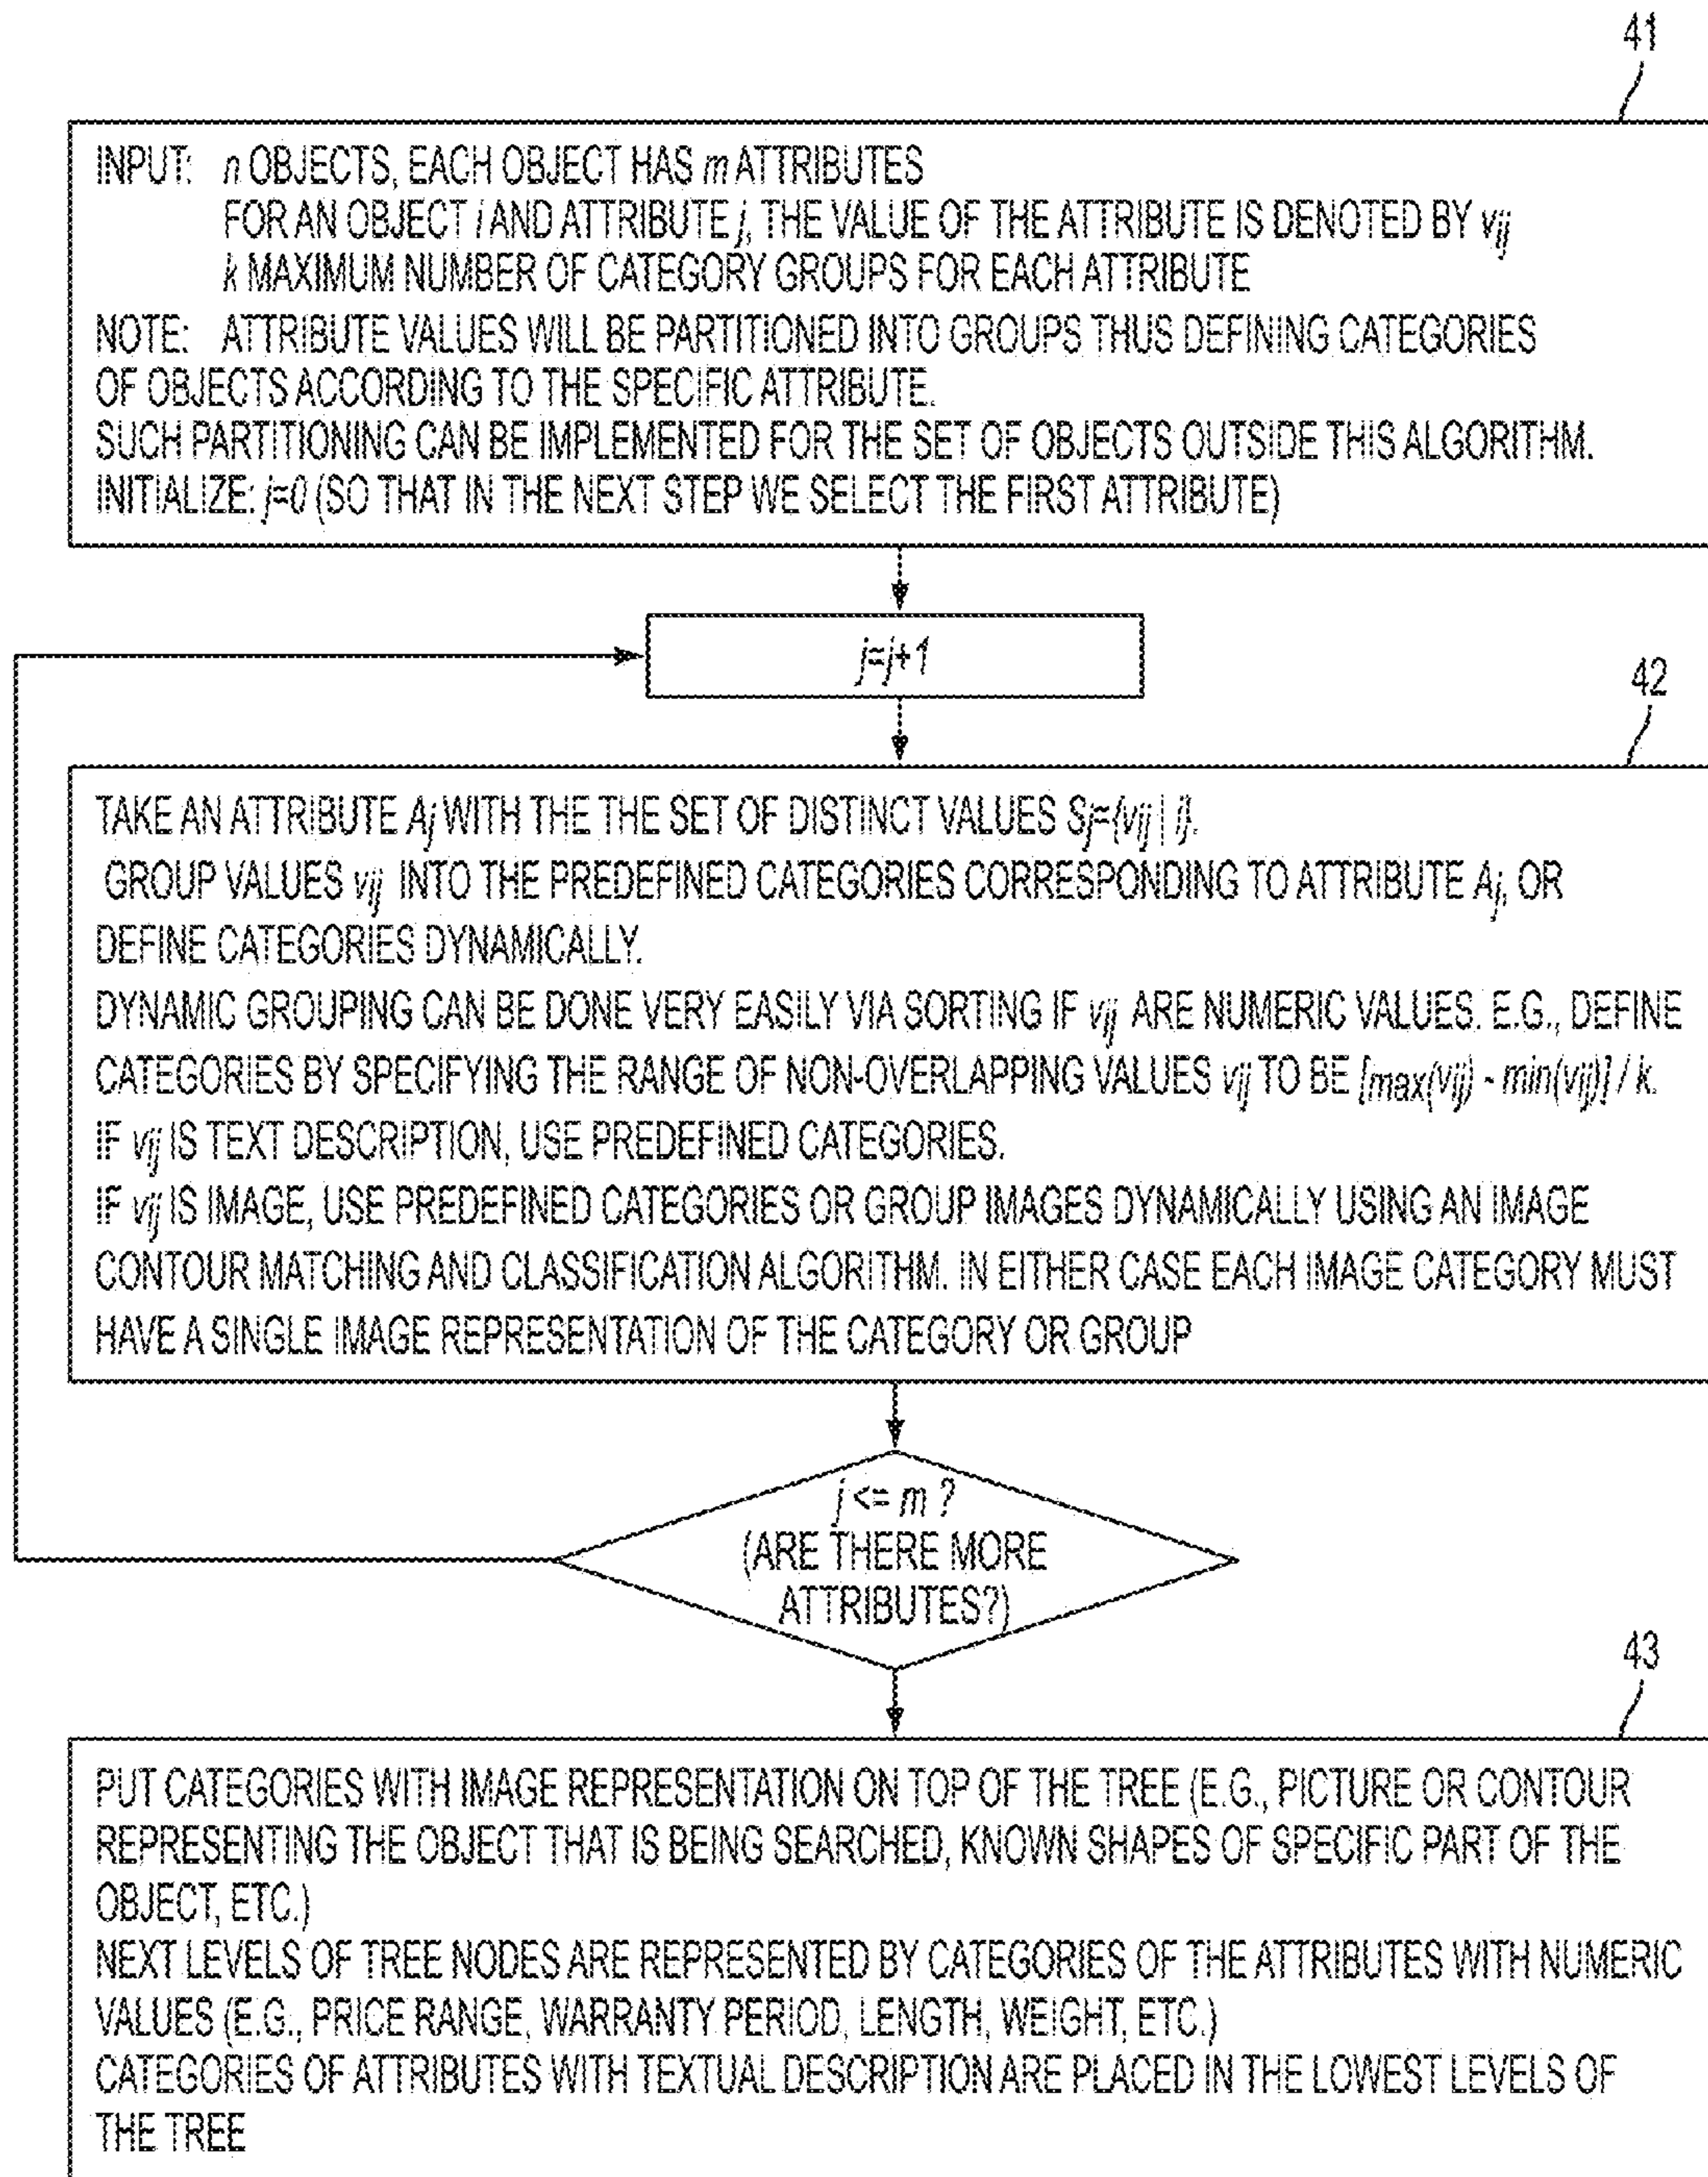 41
INPUT: n OBJECTS, EACH OBJECT HAS m ATTRIBUTES
FOR AN OBJECT i AND ATTRIBUTE j, THE VALUE OF THE ATTRIBUTE IS DENOTED BY vij
k MAXIMUM NUMBER OF CATEGORY GROUPS FOR EACH ATTRIBUTE
NOTE: ATTRIBUTE VALUES WILL BE PARTITIONED INTO GROUPS THUS DEFINING CATEGORIES
OF OBJECTS ACCORDING TO THE SPECIFIC ATTRIBUTE.
SUCH PARTITIONING CAN BE IMPLEMENTED FOR THE SET OF OBJECTS OUTSIDE THIS ALGORITHM.
INITIALIZE: j=0 (SO THAT IN THE NEXT STEP WE SELECT THE FIRST ATTRIBUTE)
j=j+1
42
TAKE AN ATTRIBUTE Aj WITH THE THE SET OF DISTINCT VALUES Sj={vij | i}.
GROUP VALUES vij INTO THE PREDEFINED CATEGORIES CORRESPONDING TO ATTRIBUTE Aj, OR
DEFINE CATEGORIES DYNAMICALLY.
DYNAMIC GROUPING CAN BE DONE VERY EASILY VIA SORTING IF vij ARE NUMERIC VALUES. E.G., DEFINE
CATEGORIES BY SPECIFYING THE RANGE OF NON-OVERLAPPING VALUES vij TO BE [max(vij) - min(vij)] / k.
IF vij IS TEXT DESCRIPTION, USE PREDEFINED CATEGORIES.
IF vij IS IMAGE, USE PREDEFINED CATEGORIES OR GROUP IMAGES DYNAMICALLY USING AN IMAGE
CONTOUR MATCHING AND CLASSIFICATION ALGORITHM. IN EITHER CASE EACH IMAGE CATEGORY MUST
HAVE A SINGLE IMAGE REPRESENTATION OF THE CATEGORY OR GROUP
j <= m ?
(ARE THERE MORE
ATTRIBUTES?)
43
PUT CATEGORIES WITH IMAGE REPRESENTATION ON TOP OF THE TREE (E.G., PICTURE OR CONTOUR
REPRESENTING THE OBJECT THAT IS BEING SEARCHED, KNOWN SHAPES OF SPECIFIC PART OF THE
OBJECT, ETC.)
NEXT LEVELS OF TREE NODES ARE REPRESENTED BY CATEGORIES OF THE ATTRIBUTES WITH NUMERIC
VALUES (E.G., PRICE RANGE, WARRANTY PERIOD, LENGTH, WEIGHT, ETC.)
CATEGORIES OF ATTRIBUTES WITH TEXTUAL DESCRIPTION ARE PLACED IN THE LOWEST LEVELS OF
THE TREE